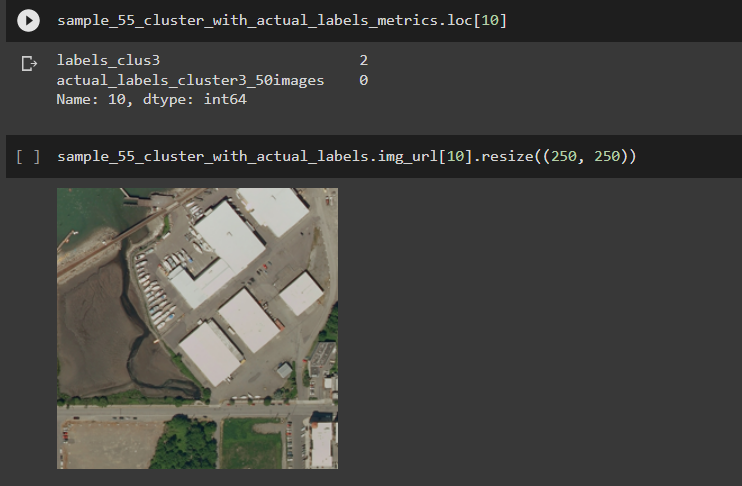 sample_55_cluster_with_actual_labels_metrics.loc[10]
labels_clus3                        2
actual_labels_cluster3_50images     0
Name: 10, dtype: int64
[ ] sample_55_cluster_with_actual_labels.img_url[10].resize((250, 250))